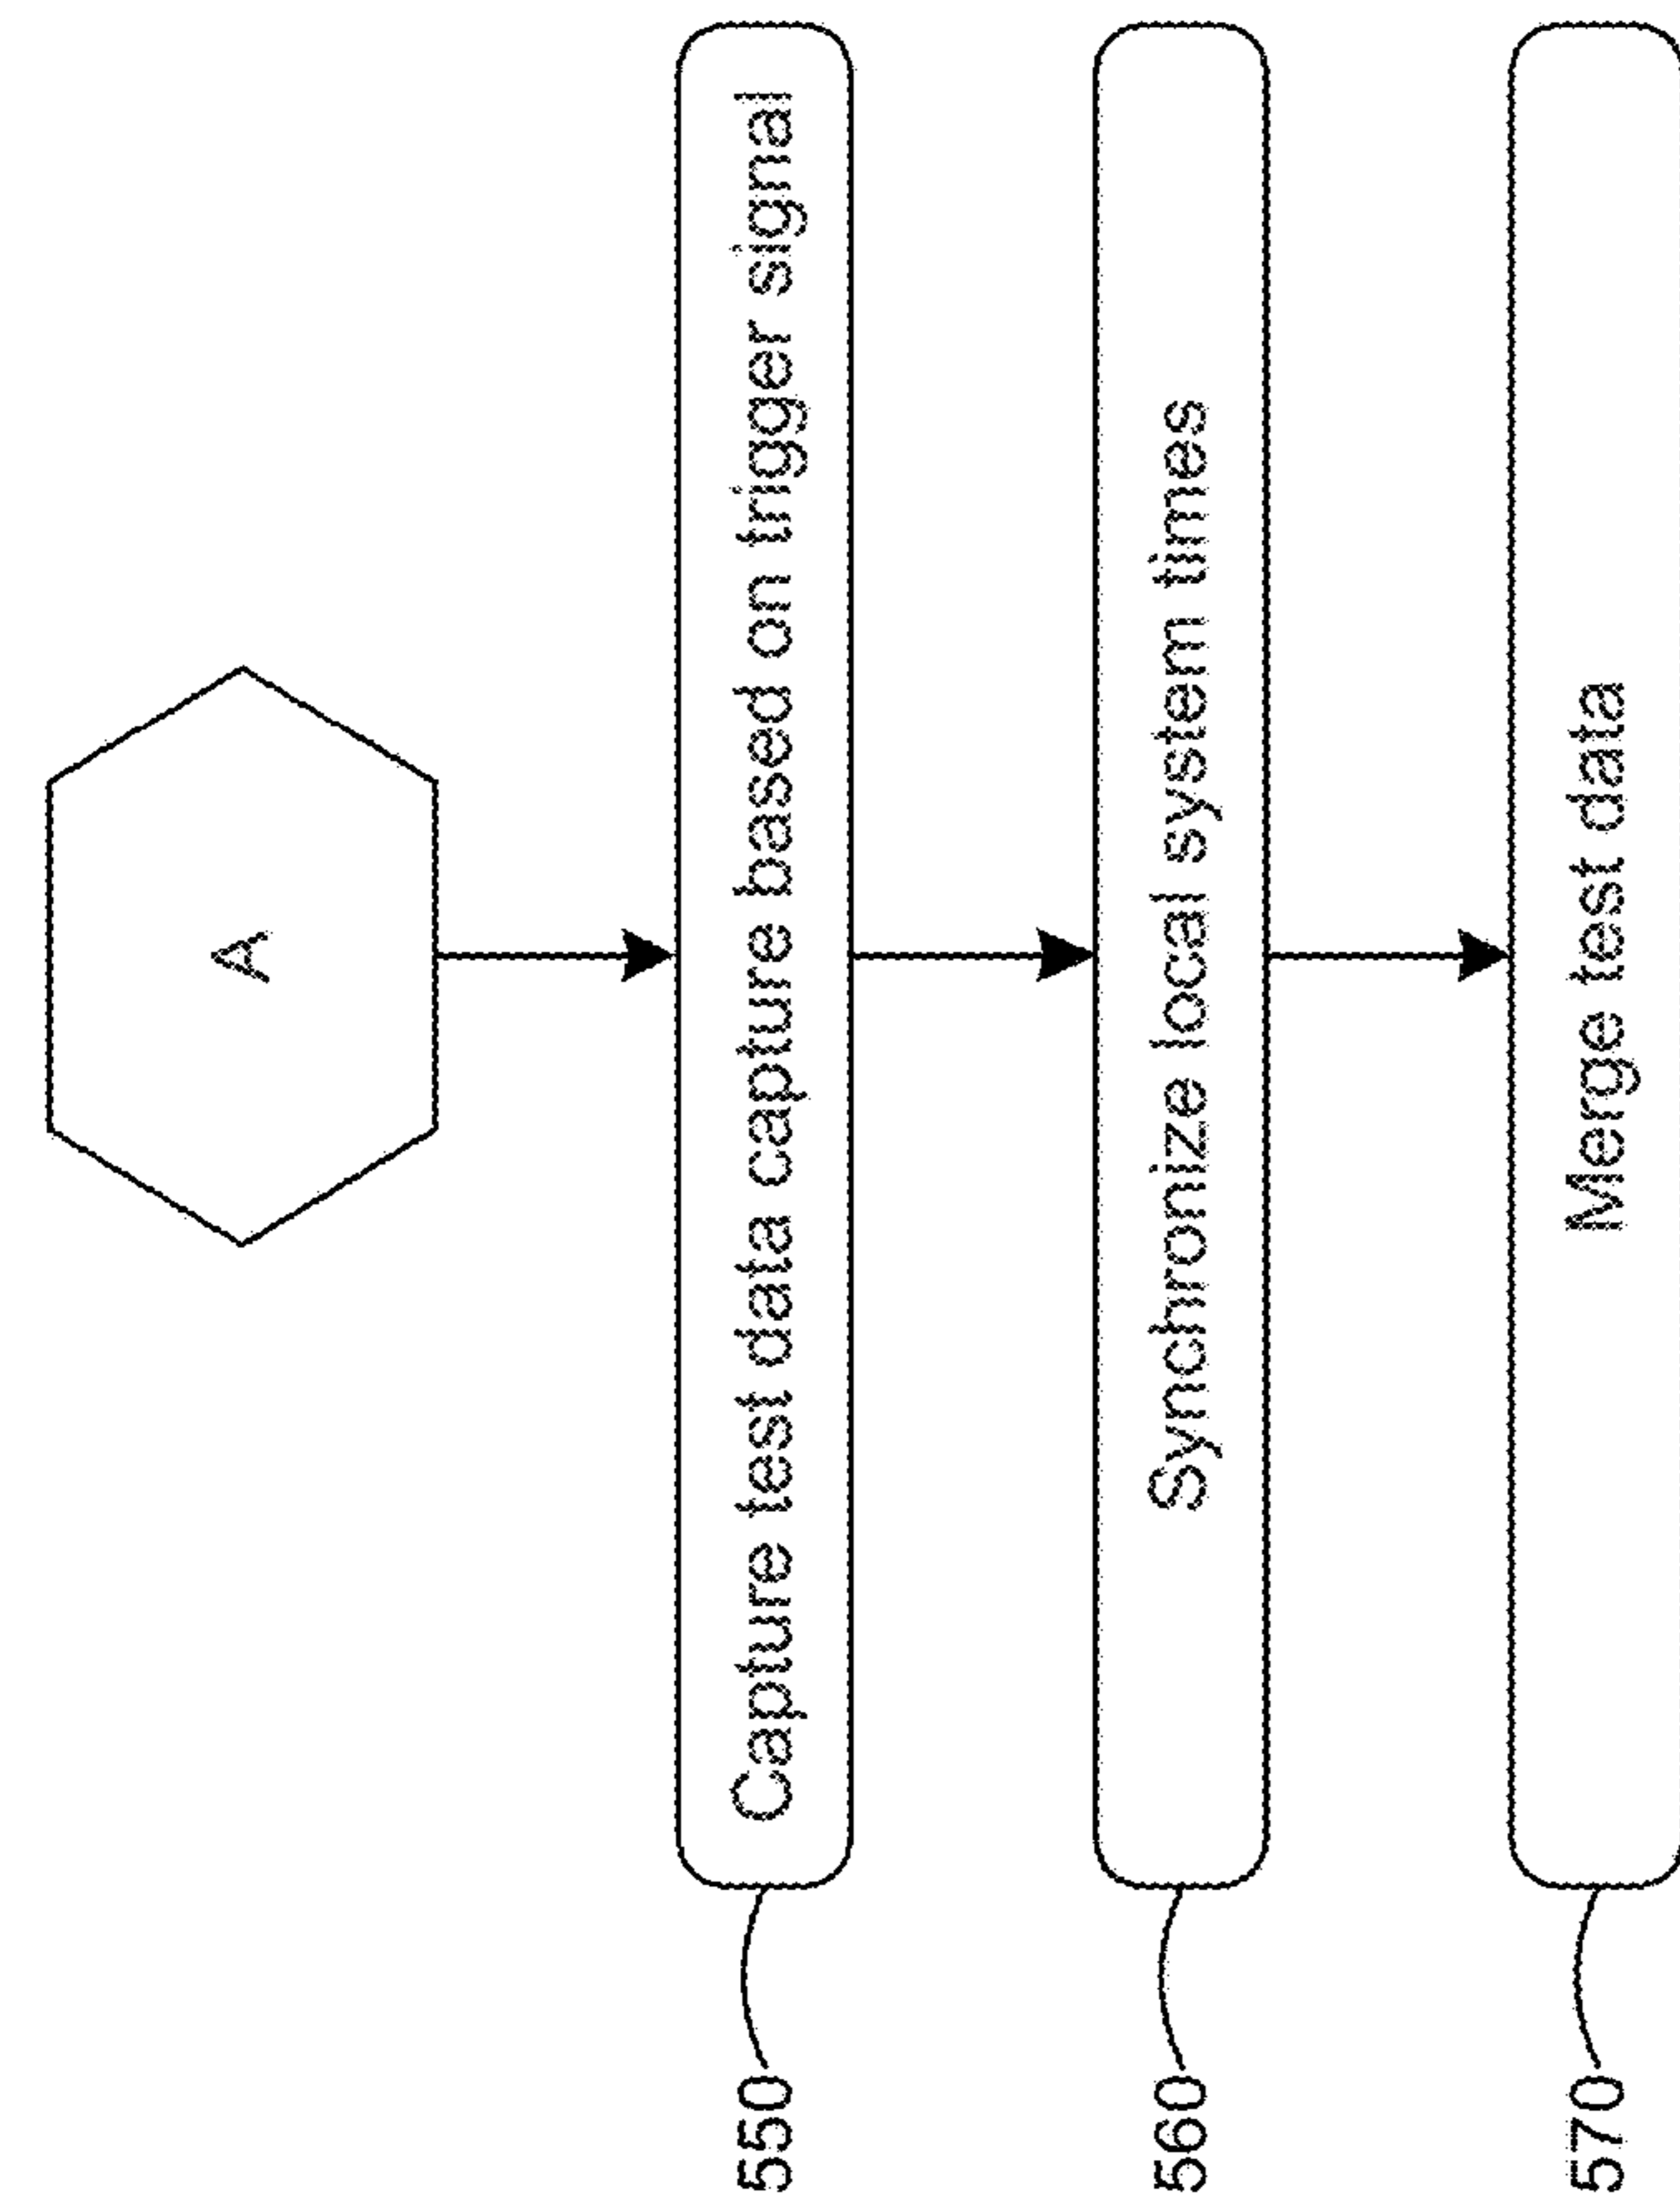 A
550
Capture test data capture based on trigger signal
560
Synchronize local system times
570
Merge test data